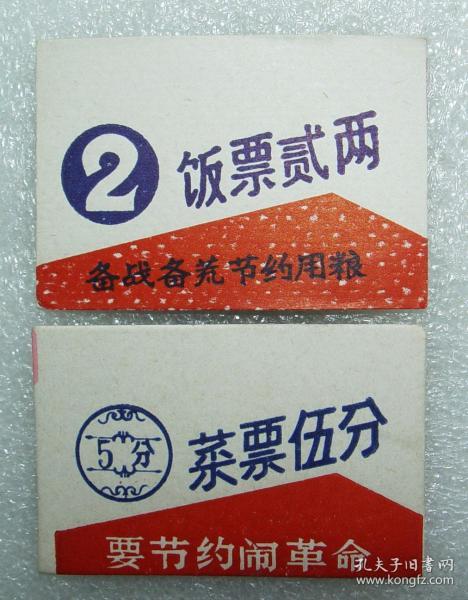 2
饭票贰两
备战备荒节约用粮
5分
菜票伍分
要节约闹革命
孔夫子旧书网
www.kongfz.com